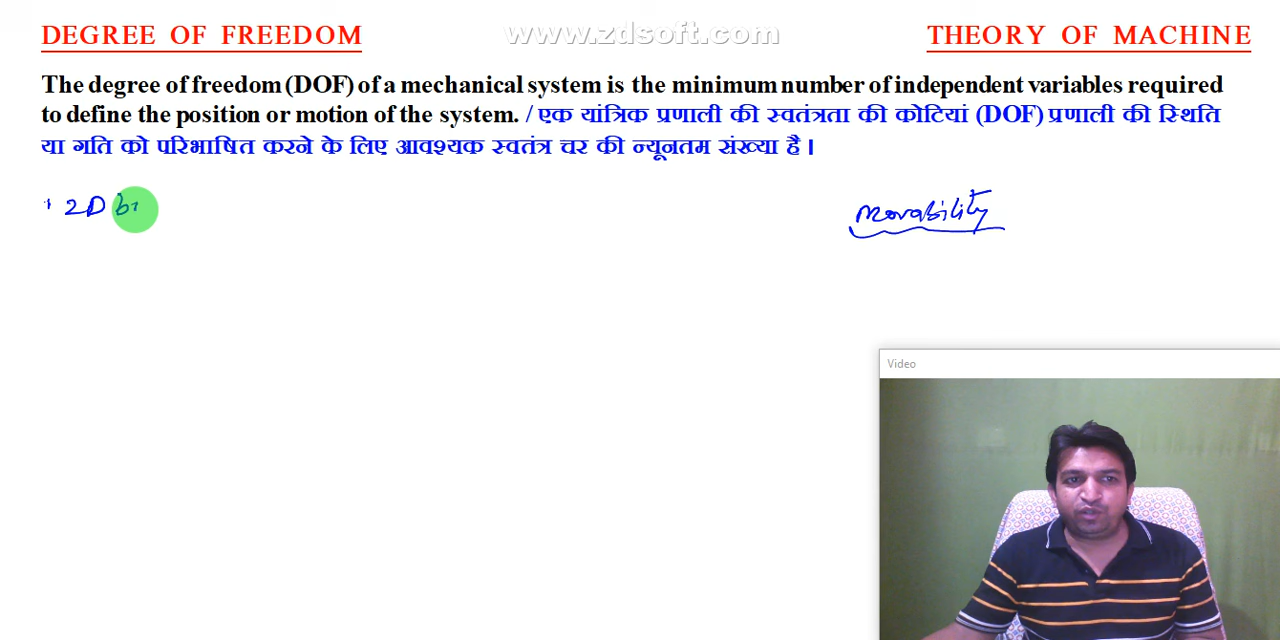 DEGREE OF FREEDOM
www.zdsoft.com
THEORY OF MACHINE
The degree of freedom (DOF) of a mechanical system is the minimum number of independent variables required
to define the position or motion of the system. / एक यांत्रिक प्रणाली की स्वतंत्रता की कोटियां (DOF) प्रणाली की स्थिति
या गति को परिभाषित करने के लिए आवश्यक स्वतंत्र चर की न्यूनतम संख्या है।
2D
Movability
Video